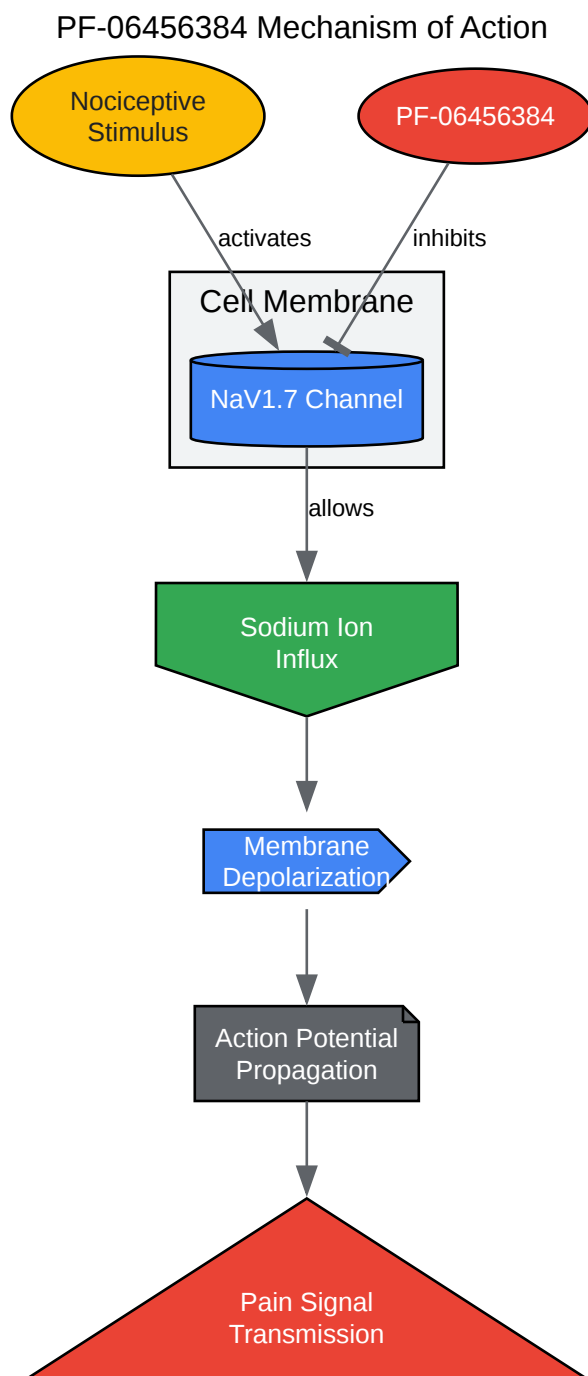 PF-06456384 Mechanism of Action
Nociceptive
Stimulus
PF-06456384
activates
inhibits
Cell Membrane
NaV1.7 Channel
allows
Sodium Ion
Influx
Membrane
Depolarization
Action Potential
Propagation
Pain Signal
Transmission